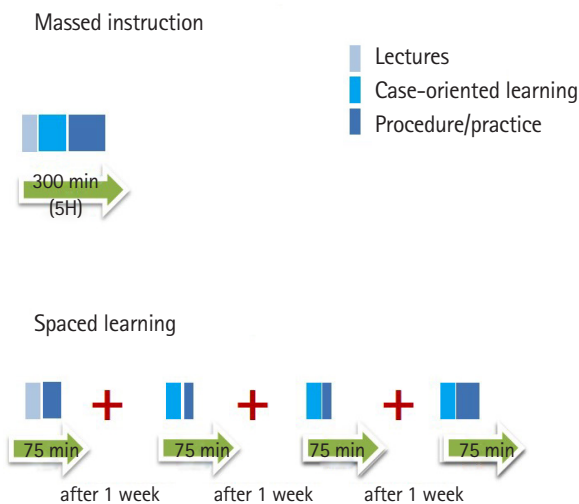 Massed instruction
Lectures
Case-oriented learning
Procedure/practice
300 min
(5H)
Spaced learning
+ + +
75 min 75 min 75 min 75 min
after 1 week after 1 week after 1 week